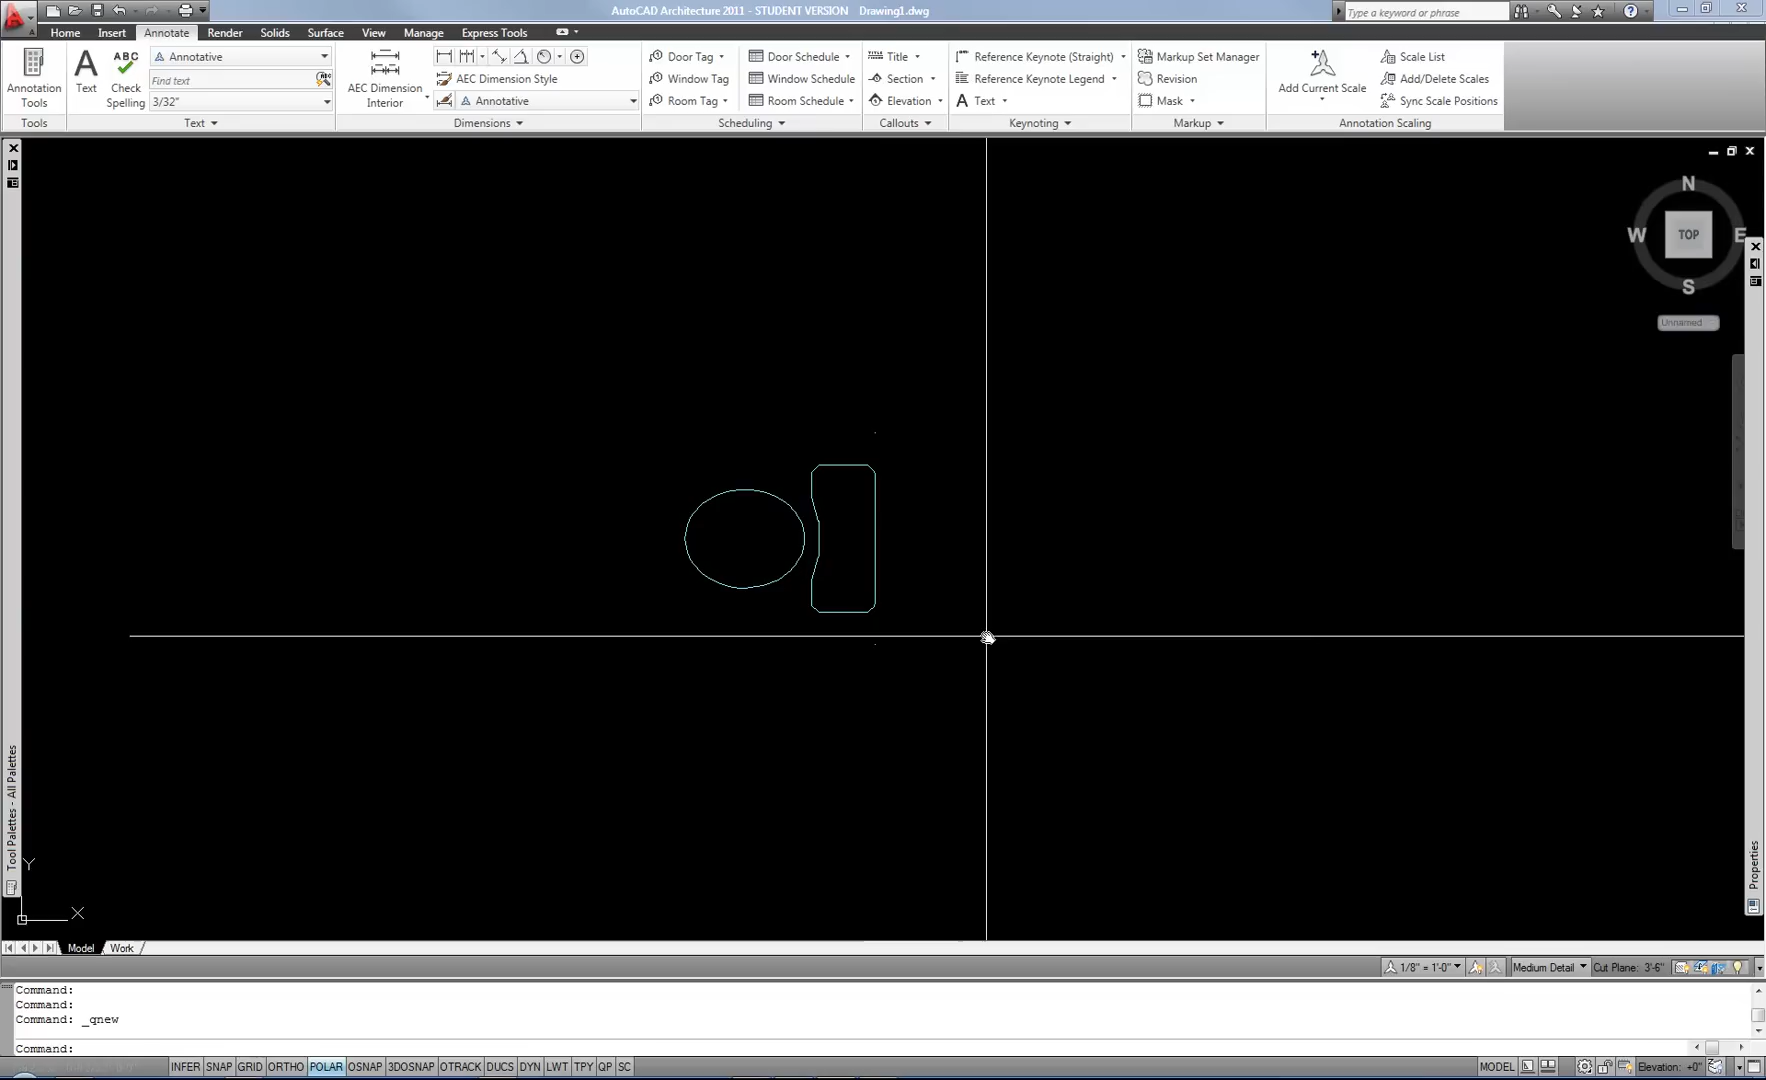 AutoCAD Architecture 2011 - STUDENT VERSION Drawing1.dwg
Type a keyword or phrase
Home Insert Annotate Render Solids Surface View Manage Express Tools
Annotation Tools
Text
ABC
Check Spelling
Annotative
Find text
3/32"
AEC Dimension Interior
AEC Dimension Style
Annotative
Door Tag
Window Tag
Room Tag
Door Schedule
Window Schedule
Room Schedule
Title
Section
Elevation
Reference Keynote (Straight)
Reference Keynote Legend
A Text
Markup Set Manager
Revision
Mask
Add Current Scale
Scale List
Add/Delete Scales
Sync Scale Positions
Tools Text Dimensions Scheduling Callouts Keynoting Markup Annotation Scaling
N
W TOP E
S
Unnamed
Tool Palettes - All Palettes
Properties
Y
X
Model Work
1/8" = 1'-0" Medium Detail Cut Plane: 3'-6"
Command:
Command:
Command: _qnew
Command:
INFER SNAP GRID ORTHO POLAR OSNAP 3DOSNAP OTRACK DUCS DYN LWT TPY QP SC
MODEL Elevation: +0"